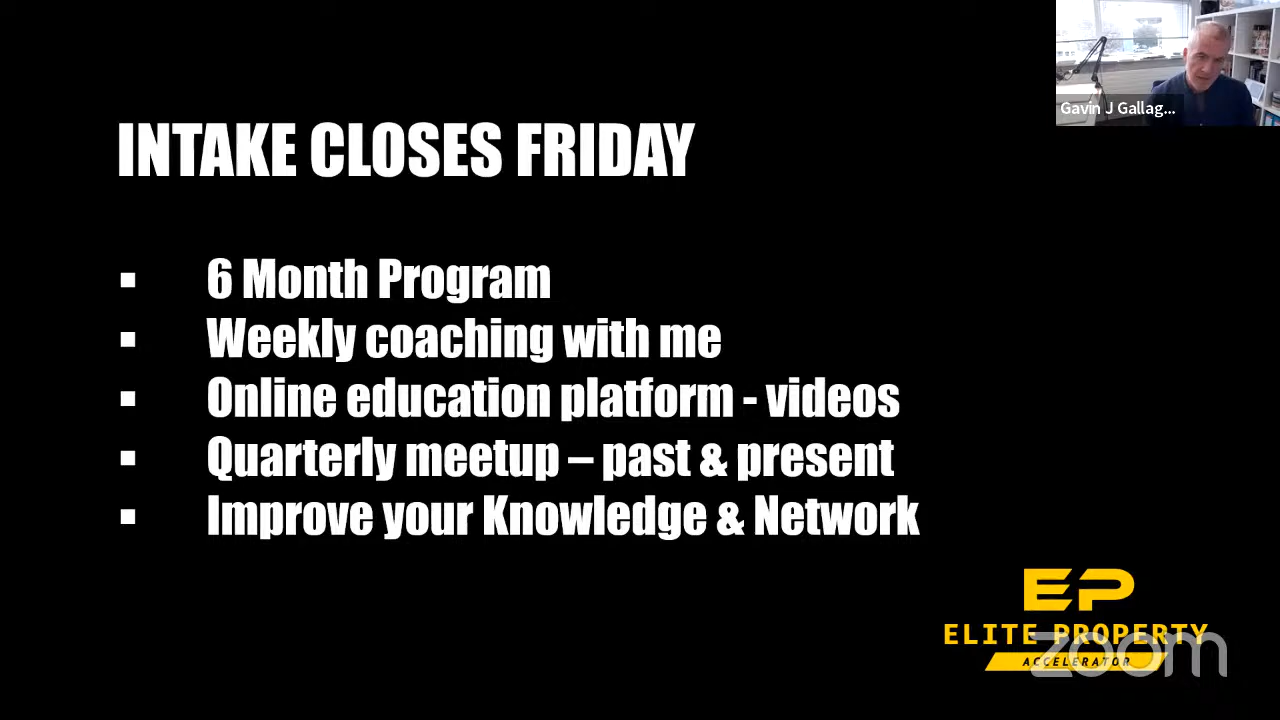 Gavin J Gallag...
INTAKE CLOSES FRIDAY
▪ 6 Month Program
▪ Weekly coaching with me
▪ Online education platform - videos
▪ Quarterly meetup – past & present
▪ Improve your Knowledge & Network
EP
ELITE PROPERTY
ACCELERATOR
zoom